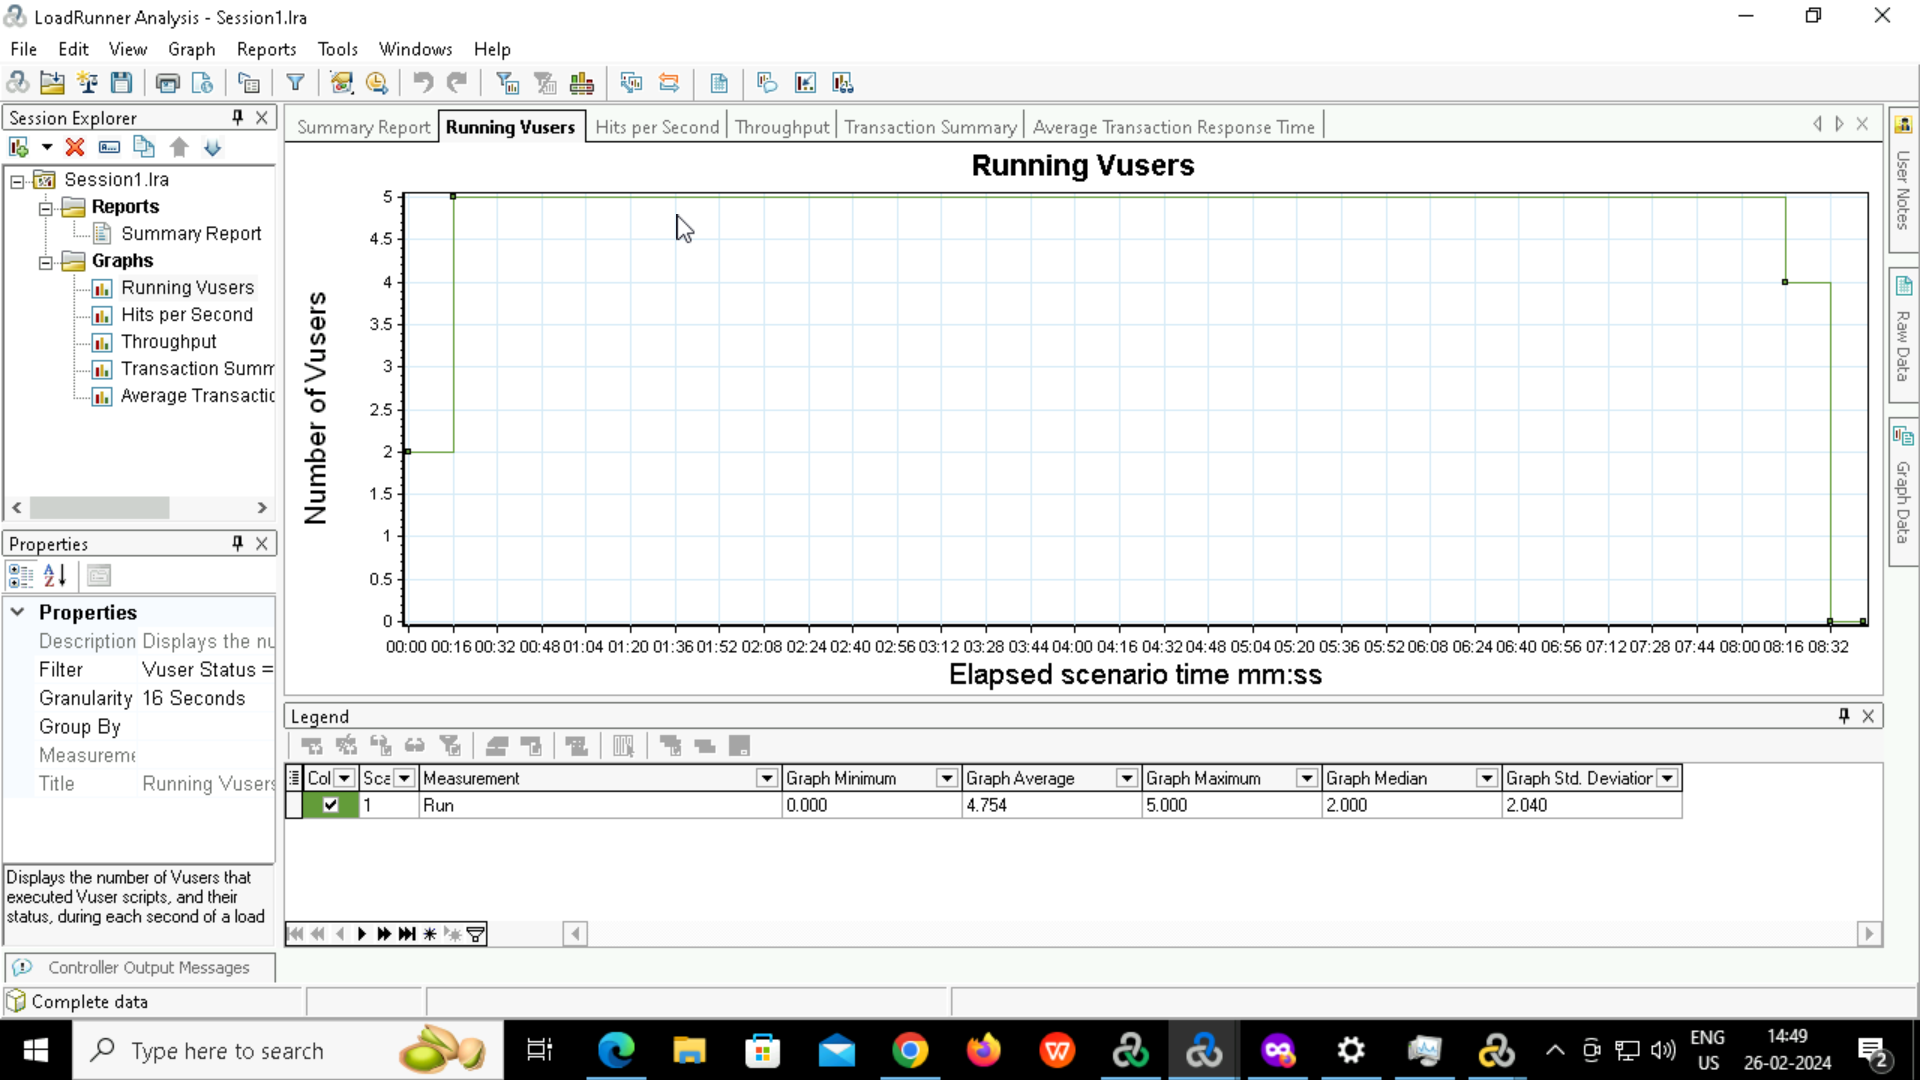 LoadRunner Analysis - Session1.lra
File Edit View Graph Reports Tools Windows Help
Session Explorer
Session1.lra
Reports
Summary Report
Graphs
Running Vusers
Hits per Second
Throughput
Transaction Summ
Average Transactic
Properties
Properties
Description Displays the nu
Filter Vuser Status =
Granularity 16 Seconds
Group By
Measureme
Title Running Vusers
Displays the number of Vusers that
executed Vuser scripts, and their
status, during each second of a load
Controller Output Messages
Complete data
Summary Report Running Vusers Hits per Second Throughput Transaction Summary Average Transaction Response Time
Running Vusers
Number of Vusers
5
4.5
4
3.5
3
2.5
2
1.5
1
0.5
0
00:00 00:16 00:32 00:48 01:04 01:20 01:36 01:52 02:08 02:24 02:40 02:56 03:12 03:28 03:44 04:00 04:16 04:32 04:48 05:04 05:20 05:36 05:52 06:08 06:24 06:40 06:56 07:12 07:28 07:44 08:00 08:16 08:32
Elapsed scenario time mm:ss
Legend
Col Sca Measurement Graph Minimum Graph Average Graph Maximum Graph Median Graph Std. Deviation
1 Run 0.000 4.754 5.000 2.000 2.040
User Notes
Raw Data
Graph Data
Type here to search
ENG
US
14:49
26-02-2024
2